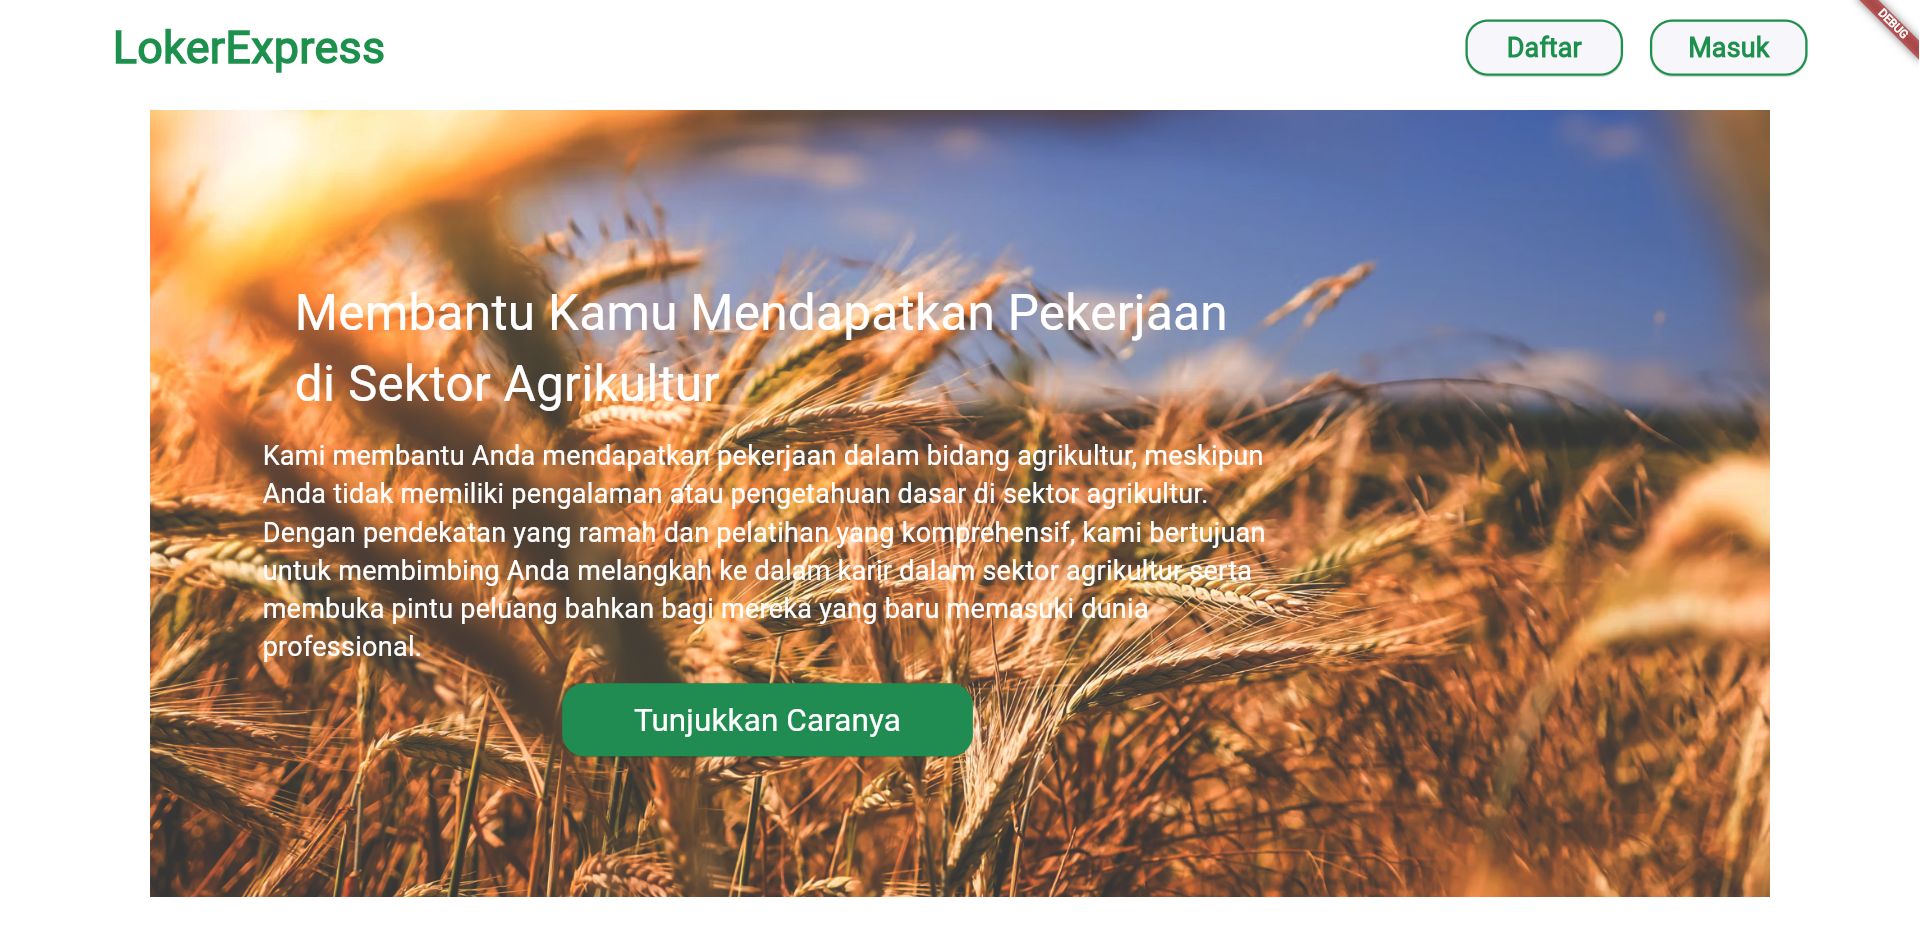 LokerExpress
Daftar
Masuk
DEBUG
Membantu Kamu Mendapatkan Pekerjaan
di Sektor Agrikultur
Kami membantu Anda mendapatkan pekerjaan dalam bidang agrikultur, meskipun
Anda tidak memiliki pengalaman atau pengetahuan dasar di sektor agrikultur.
Dengan pendekatan yang ramah dan pelatihan yang komprehensif, kami bertujuan
untuk membimbing Anda melangkah ke dalam karir dalam sektor agrikultur serta
membuka pintu peluang bahkan bagi mereka yang baru memasuki dunia
professional.
Tunjukkan Caranya